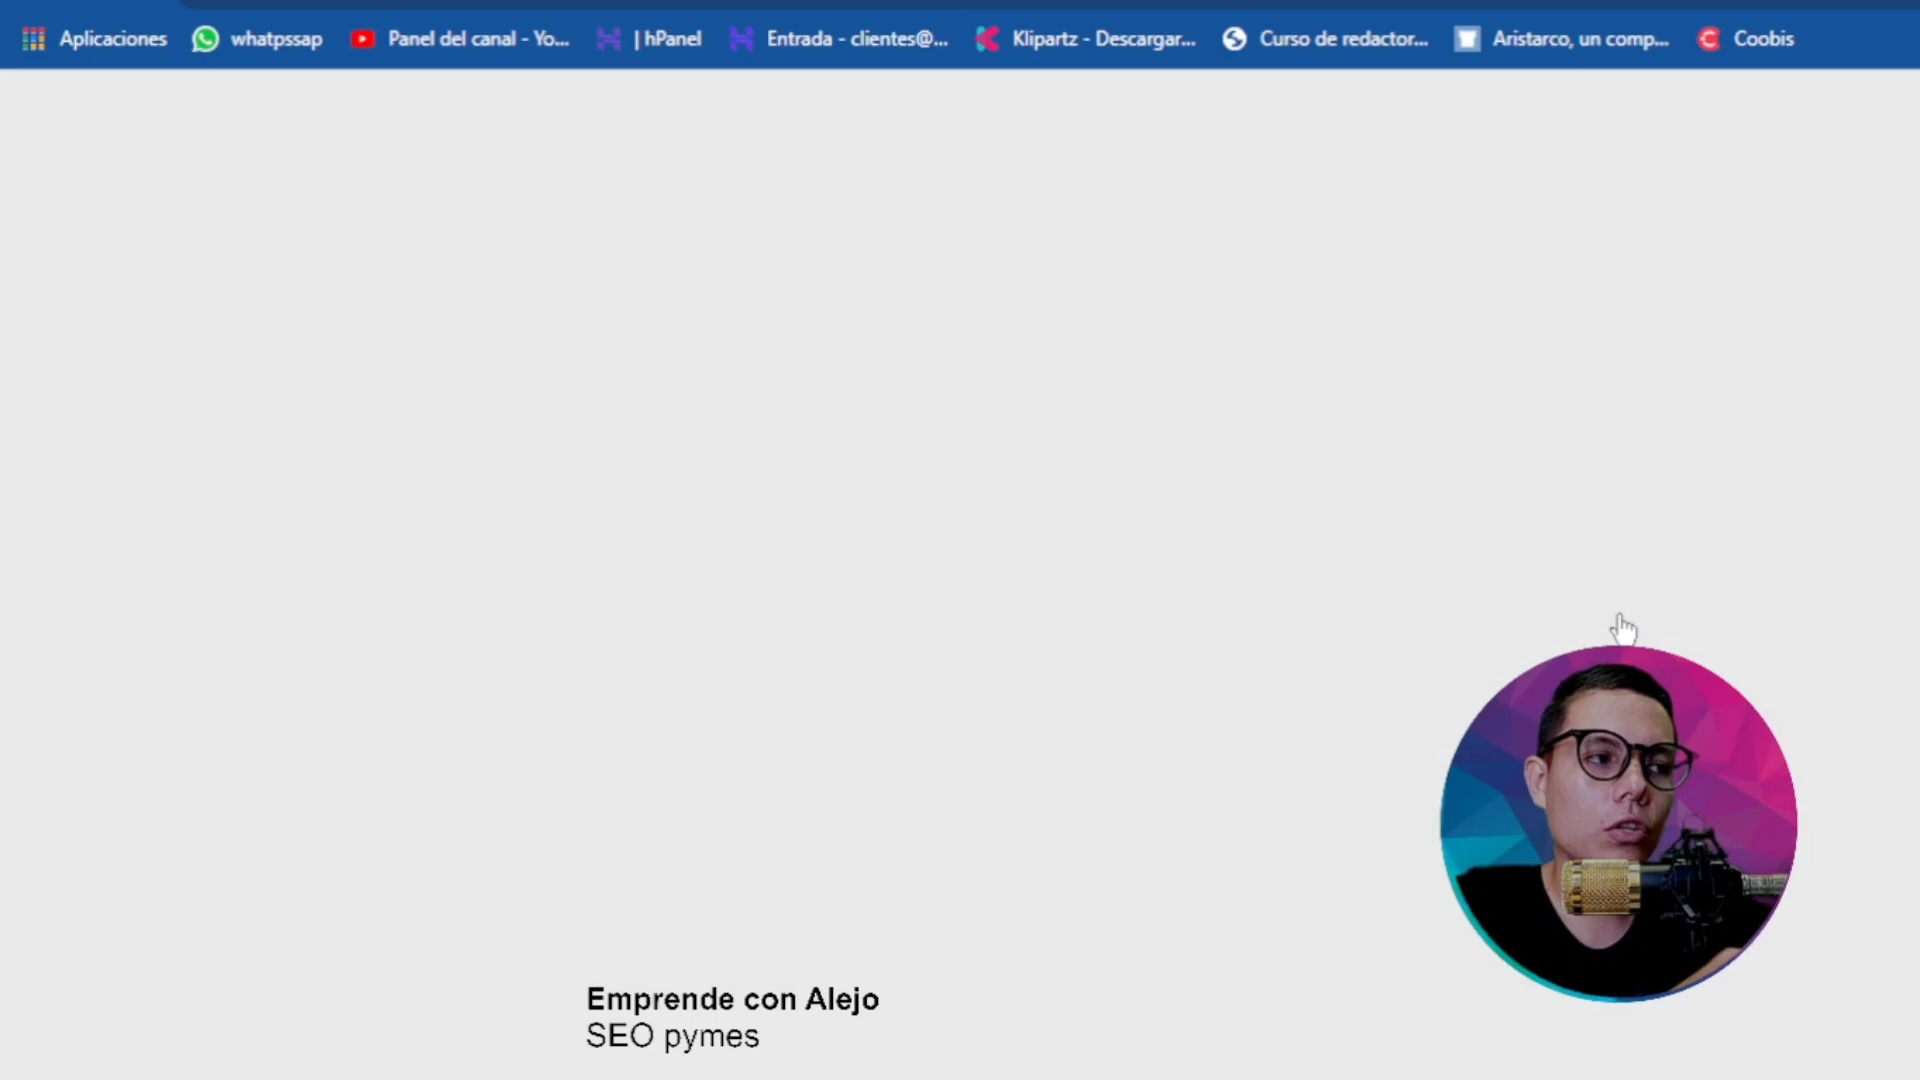 Aplicaciones whatpssap Panel del canal - Yo... | hPanel Entrada - clientes@... Klipartz - Descargar... Curso de redactor... Aristarco, un comp... Coobis
Emprende con Alejo
SEO pymes